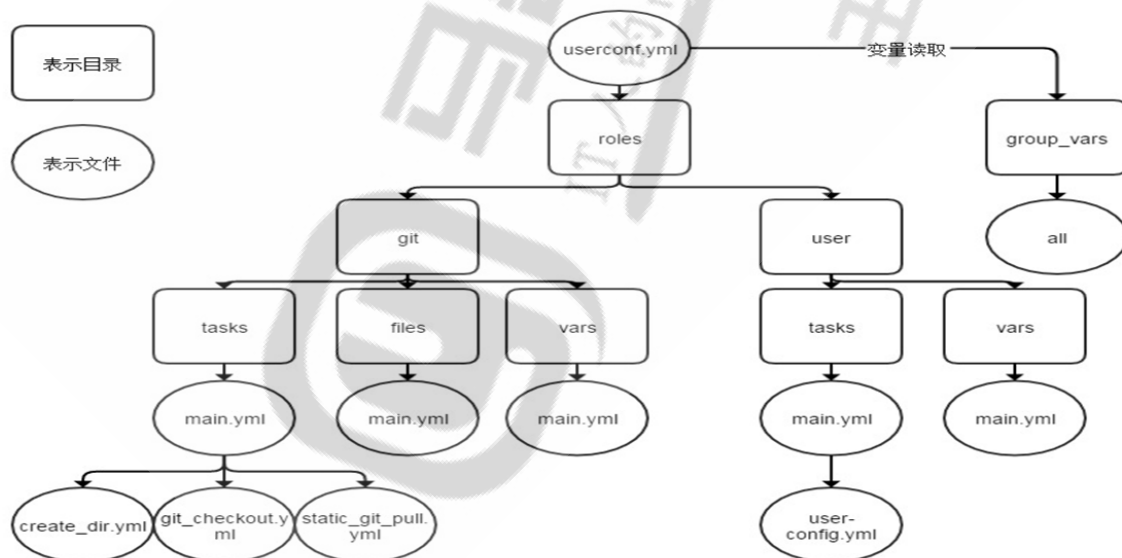 表示目录
表示文件
userconf.yml
变量读取
roles
group_vars
git
user
all
tasks
files
vars
tasks
vars
main.yml
main.yml
main.yml
main.yml
main.yml
create_dir.yml
git_checkout.y
ml
static_git_pull.
yml
user-
config.yml